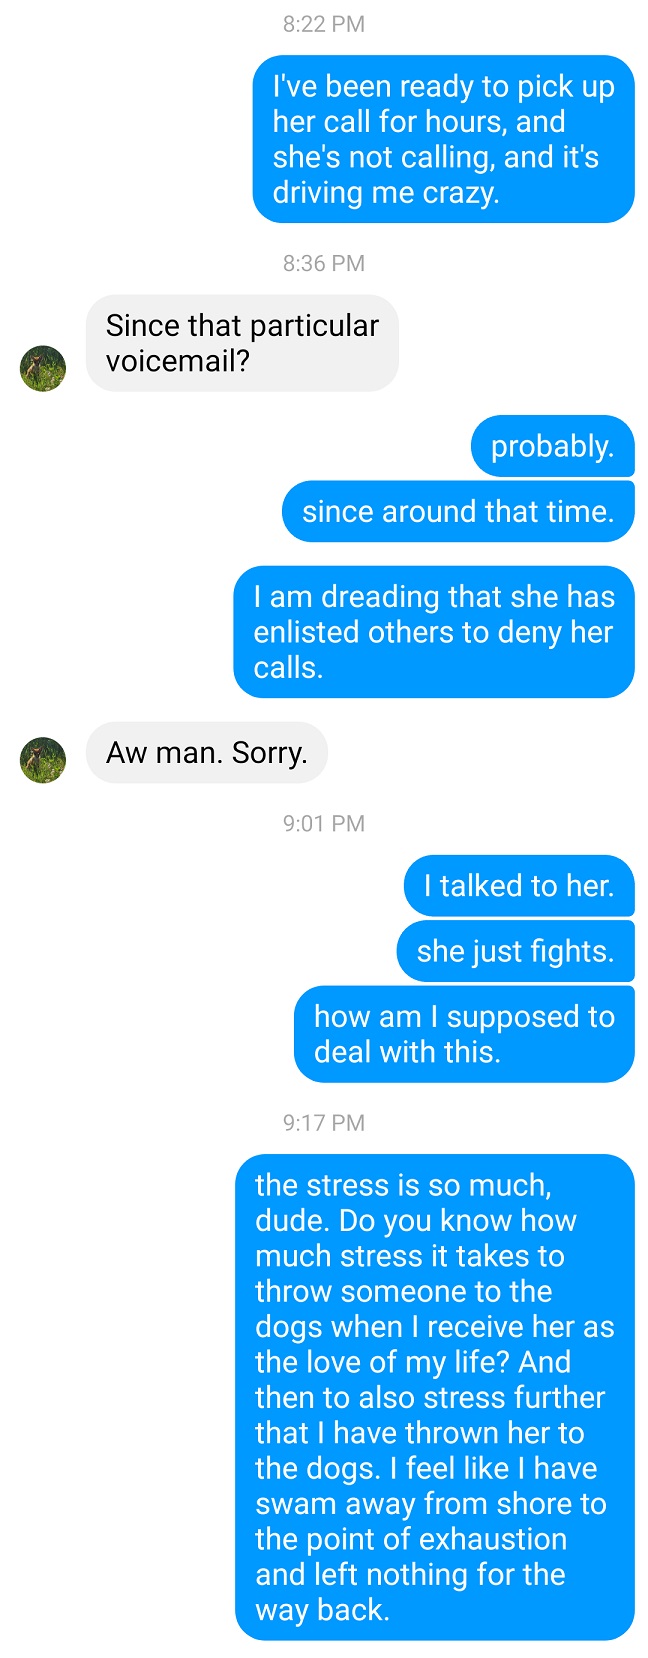 8:22 PM
I've been ready to pick up
her call for hours, and
she's not calling, and it's
driving me crazy.
8:36 PM
Since that particular
voicemail?
probably.
since around that time.
I am dreading that she has
enlisted others to deny her
calls.
Aw man. Sorry.
9:01 PM
I talked to her.
she just fights.
how am I supposed to
deal with this.
9:17 PM
the stress is so much,
dude. Do you know how
much stress it takes to
throw someone to the
dogs when I receive her as
the love of my life? And
then to also stress further
that I have thrown her to
the dogs. I feel like I have
swam away from shore to
the point of exhaustion
and left nothing for the
way back.